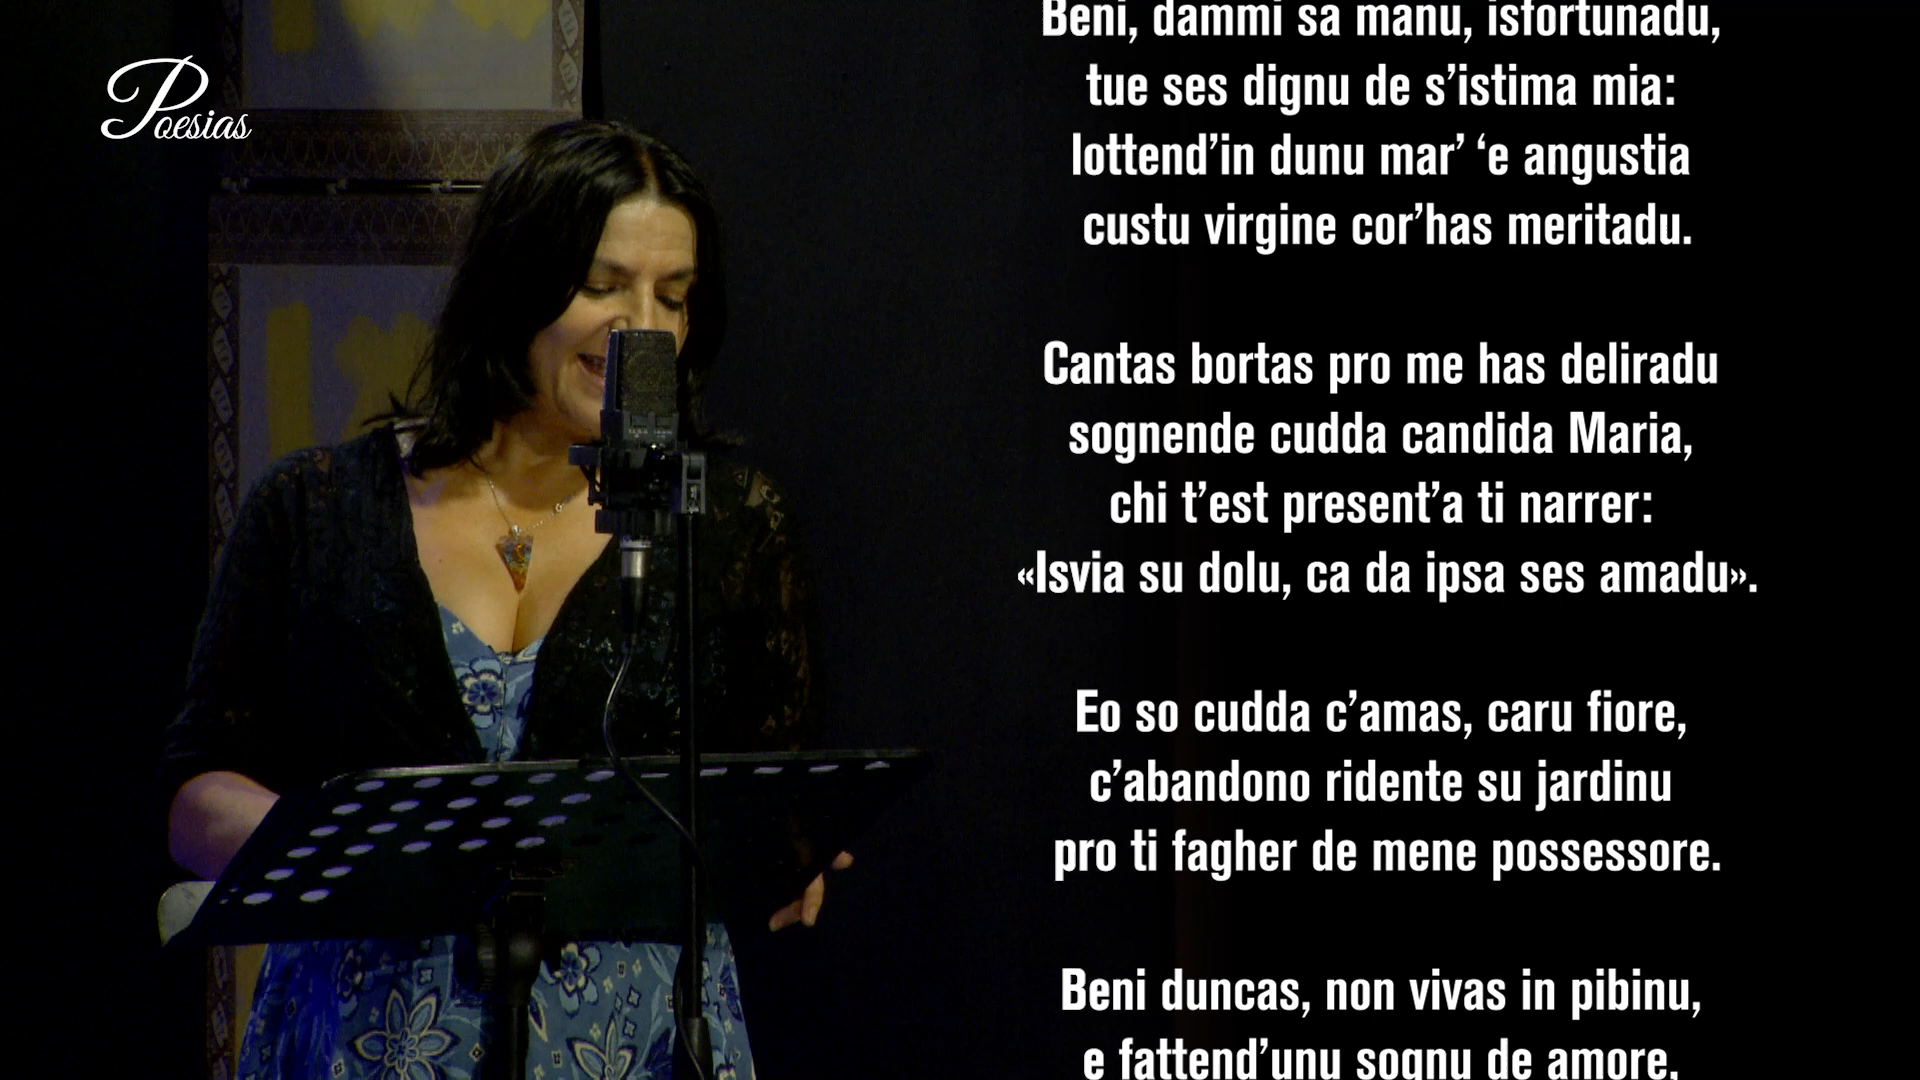 Poesias
Beni, dammi sa manu, isfortunadu,
tue ses dignu de s’istima mia:
lottend’in dunu mar’ ‘e angustia
custu virgine cor’has meritadu.
Cantas bortas pro me has deliradu
sognende cudda candida Maria,
chi t’est present’a ti narrer:
«Isvia su dolu, ca da ipsa ses amadu».
Eo so cudda c’amas, caru fiore,
c’abandono ridente su jardinu
pro ti fagher de mene possessore.
Beni duncas, non vivas in pibinu,
e fattend’unu sognu de amore,